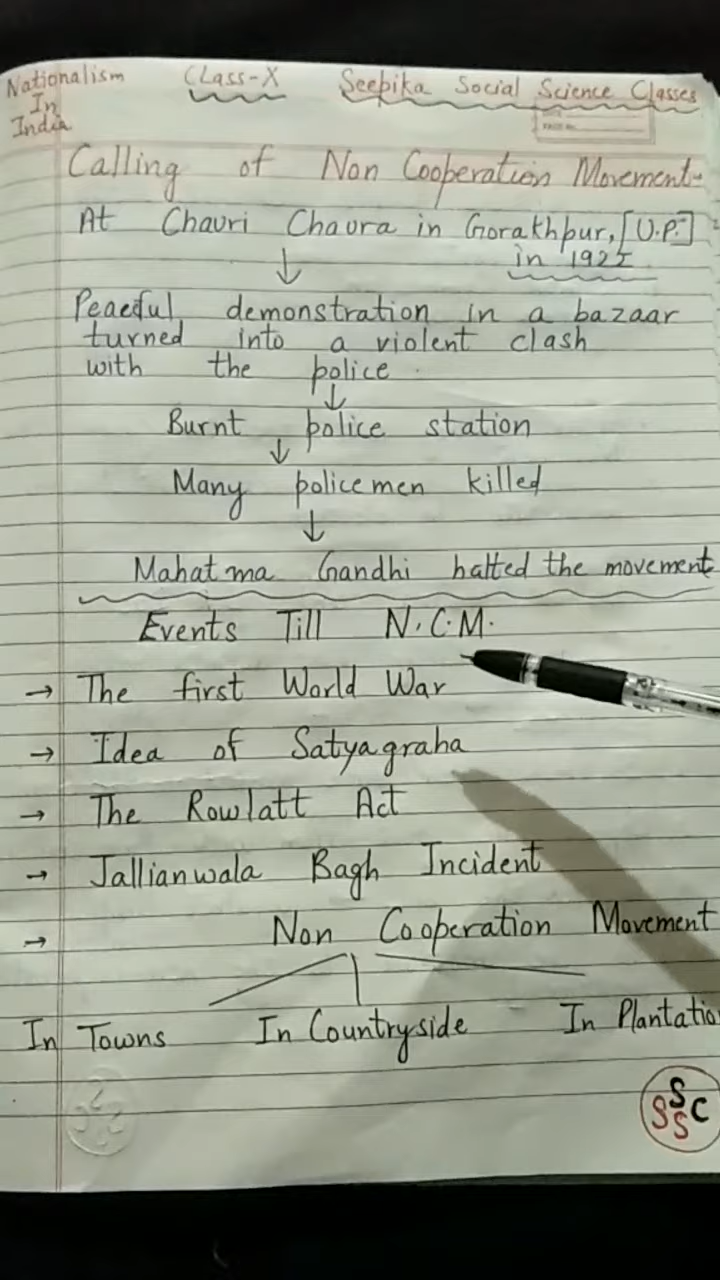 Nationalism
In
India
CLass-X
Seepika Social Science Classes
Calling of Non Cooperation Movement-
At Chauri Chaura in Gorakhpur, [U.P.]
in 1922
Peaceful demonstration in a bazaar
turned into a violent clash
with the police.
↓
Burnt police station
↓
Many policemen killed
↓
Mahatma Gandhi halted the movement
Events Till N.C.M.
→ The first World War
→ Idea of Satyagraha
→ The Rowlatt Act
→ Jallianwala Bagh Incident
→ Non Cooperation Movement
In Towns In Countryside In Plantatio
SSSC